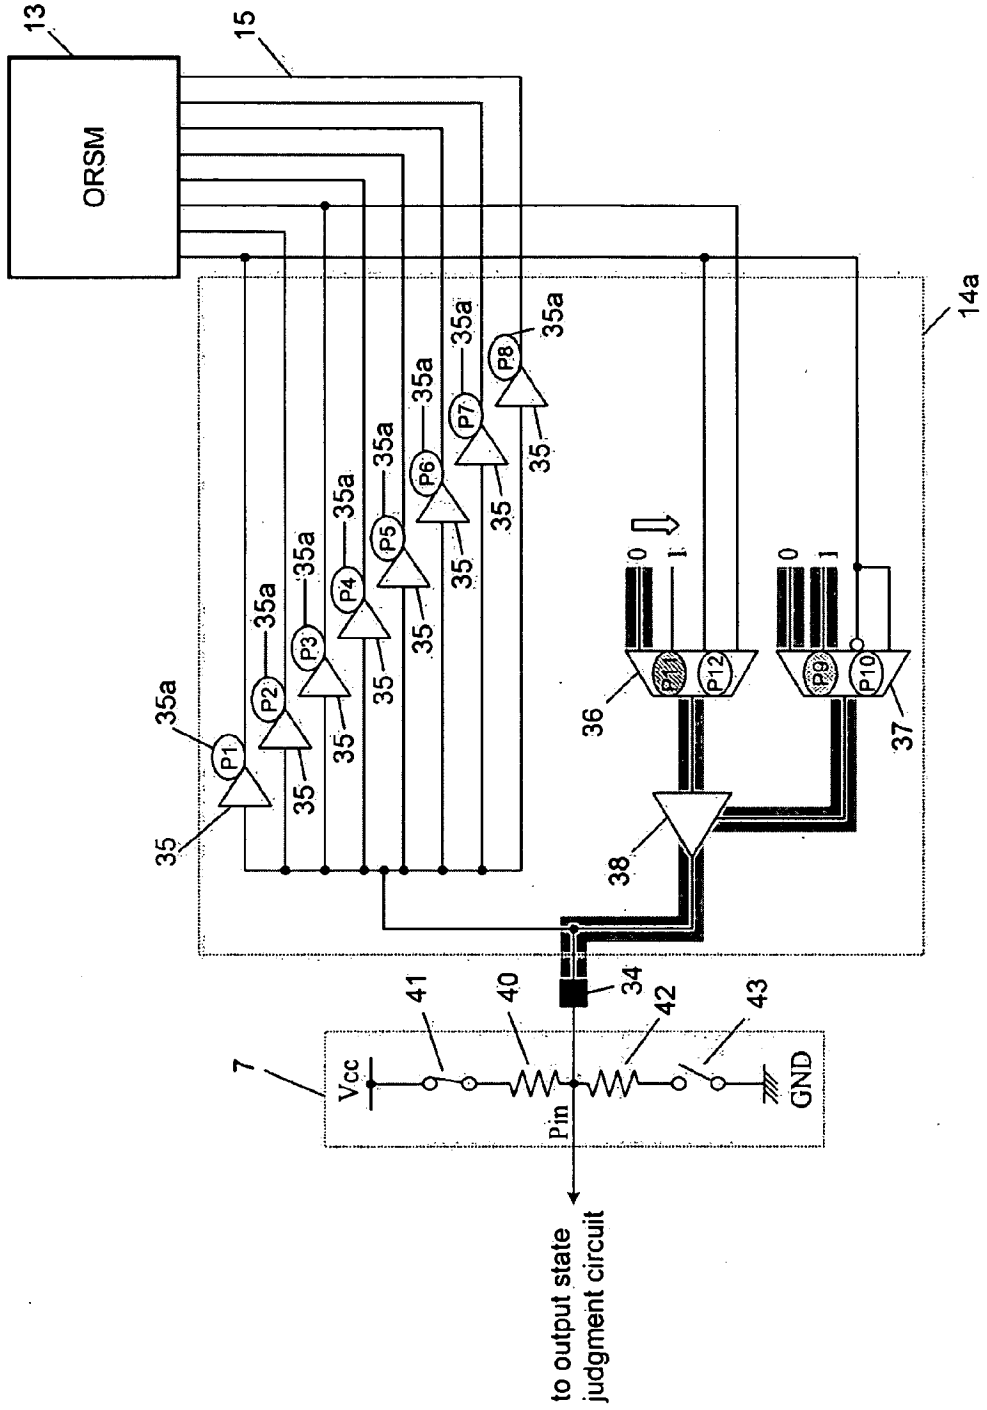 13
ORSM
15
35
35a
P1
35
35a
P2
35
35a
P3
35
35a
P4
35
35a
P5
35
35a
P6
35
35a
P7
35
35a
P8
7
Vcc
41
40
Pin
42
43
GND
34
38
36
P11
P12
0
1
37
P9
P10
0
1
14a
to output state
judgment circuit